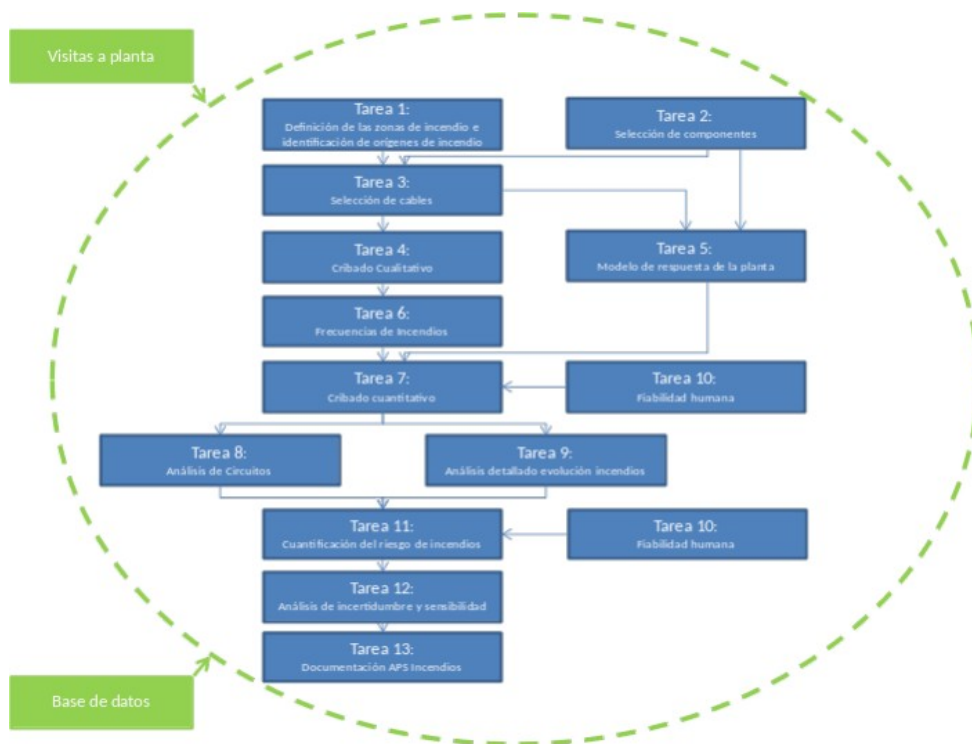 Visitas a planta
Tarea 1:
Definición de las zonas de incendio e
identificación de orígenes de incendio
Tarea 2:
Selección de componentes
Tarea 3:
Selección de cables
Tarea 4:
Cribado Cualitativo
Tarea 5:
Modelo de respuesta de la planta
Tarea 6:
Frecuencias de Incendios
Tarea 7:
Cribado cuantitativo
Tarea 10:
Fiabilidad humana
Tarea 8:
Análisis de Circuitos
Tarea 9:
Análisis detallado evolución incendios
Tarea 11:
Cuantificación del riesgo de incendios
Tarea 10:
Fiabilidad humana
Tarea 12:
Análisis de incertidumbre y sensibilidad
Tarea 13:
Documentación APS Incendios
Base de datos